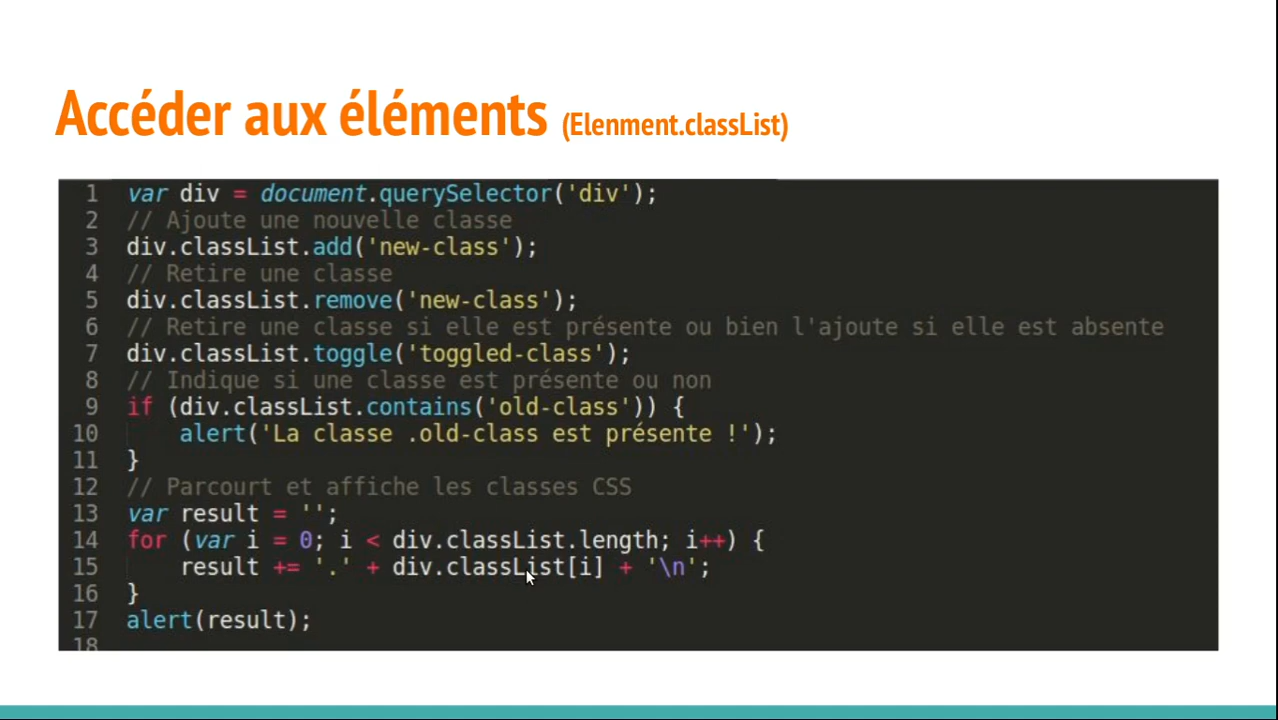 Accéder aux éléments (Elenment.classList)
1 var div = document.querySelector('div');
2 // Ajoute une nouvelle classe
3 div.classList.add('new-class');
4 // Retire une classe
5 div.classList.remove('new-class');
6 // Retire une classe si elle est présente ou bien l'ajoute si elle est absente
7 div.classList.toggle('toggled-class');
8 // Indique si une classe est présente ou non
9 if (div.classList.contains('old-class')) {
10     alert('La classe .old-class est présente !');
11 }
12 // Parcourt et affiche les classes CSS
13 var result = '';
14 for (var i = 0; i < div.classList.length; i++) {
15     result += '.' + div.classList[i] + '\n';
16 }
17 alert(result);
18